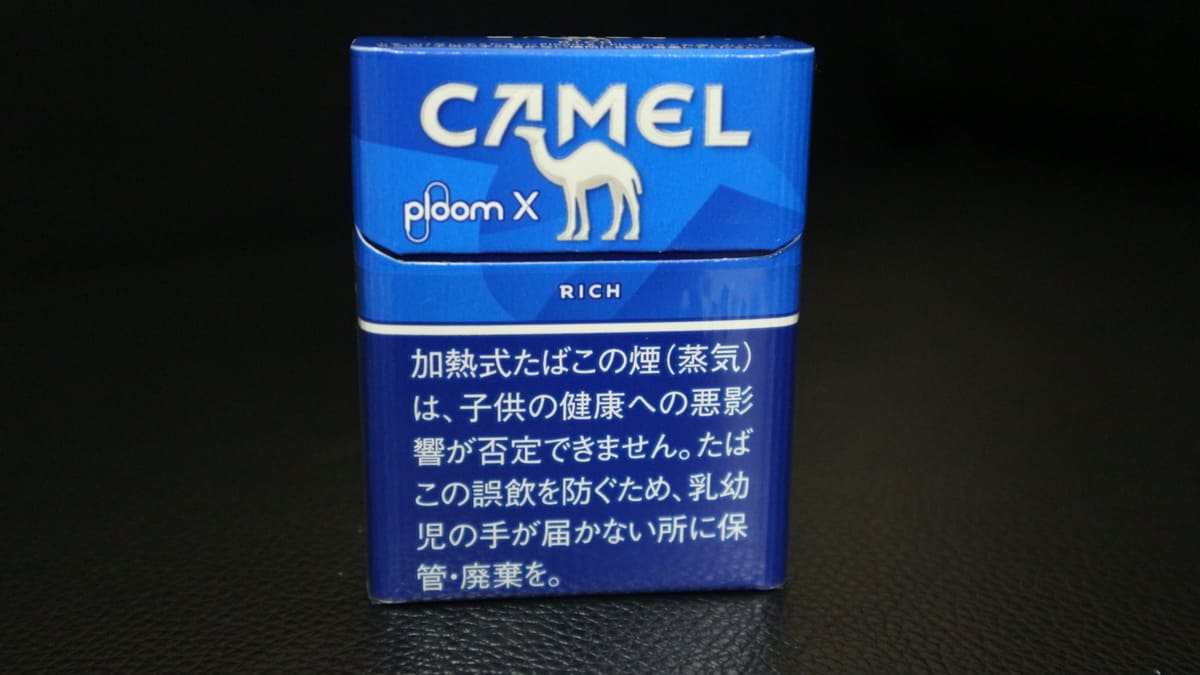 CAMEL
ploom X
RICH
加熱式たばこの煙(蒸気)
は、子供の健康への悪影
響が否定できません。たば
この誤飲を防ぐため、乳幼
児の手が届かない所に保
管・廃棄を。